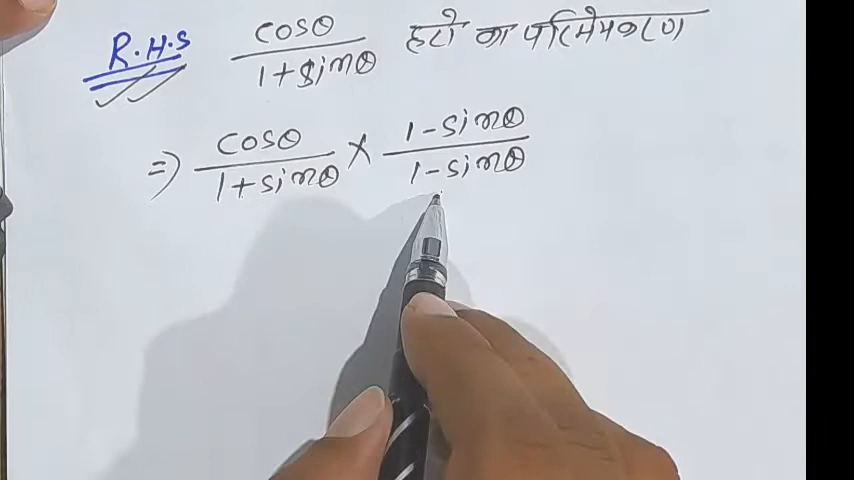 R.H.S cosθ / 1+sinθ हरो का परिमेयकरण
=> cosθ / 1+sinθ × 1-sinθ / 1-sinθ